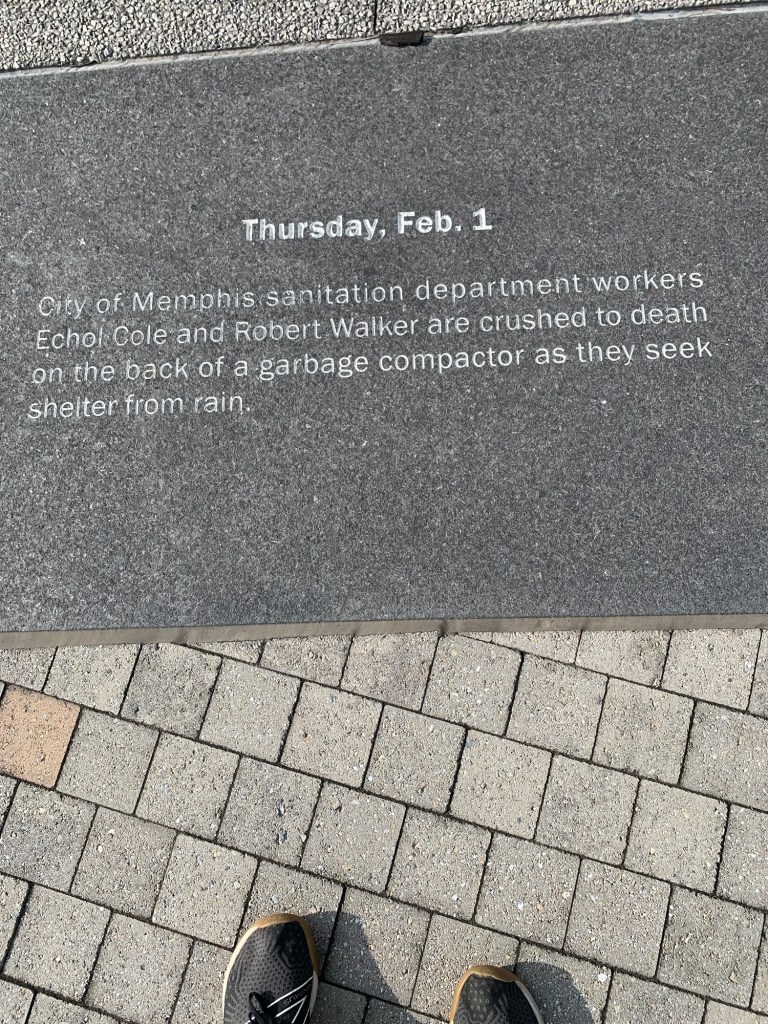 Thursday, Feb. 1
City of Memphis sanitation department workers
Echol Cole and Robert Walker are crushed to death
on the back of a garbage compactor as they seek
shelter from rain.